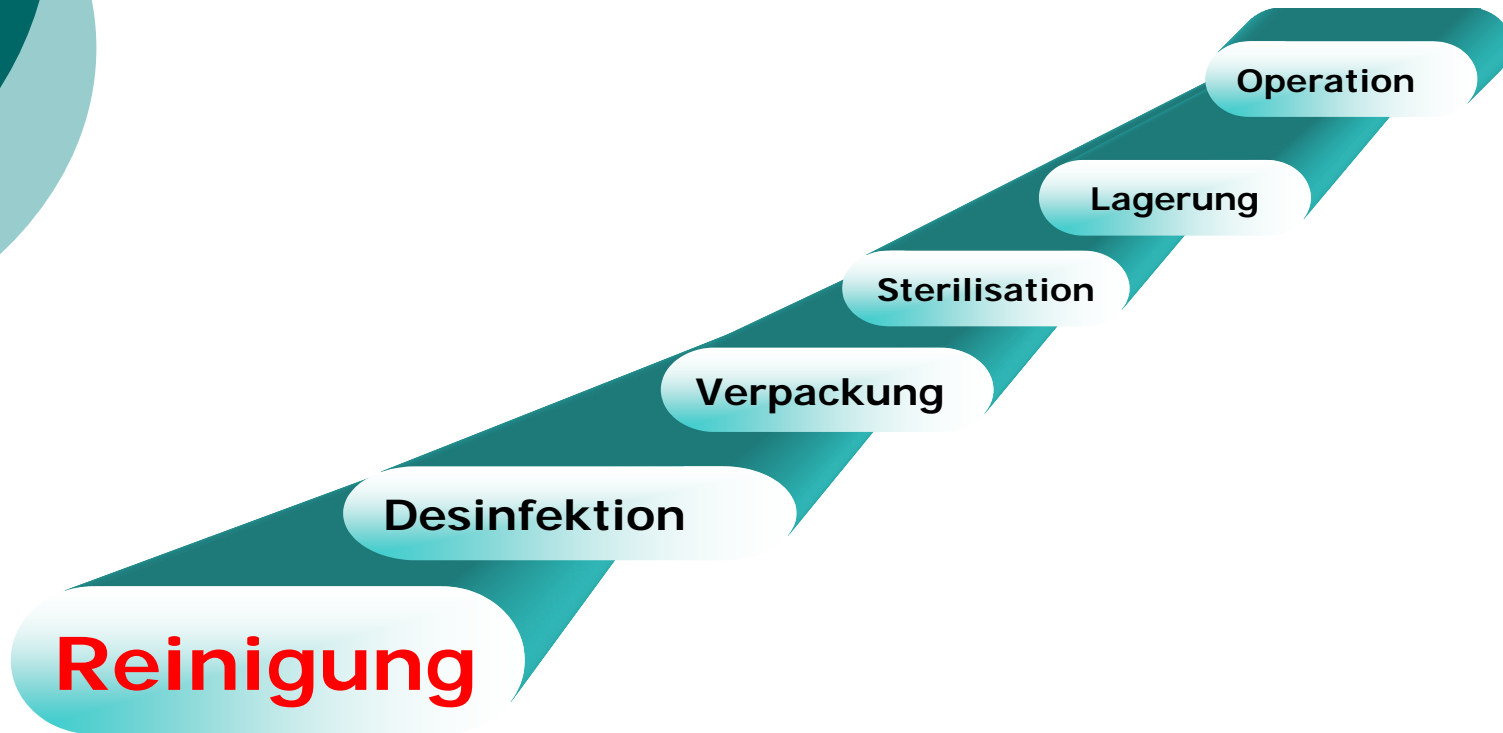 Operation
Lagerung
Sterilisation
Verpackung
Desinfektion
Reinigung